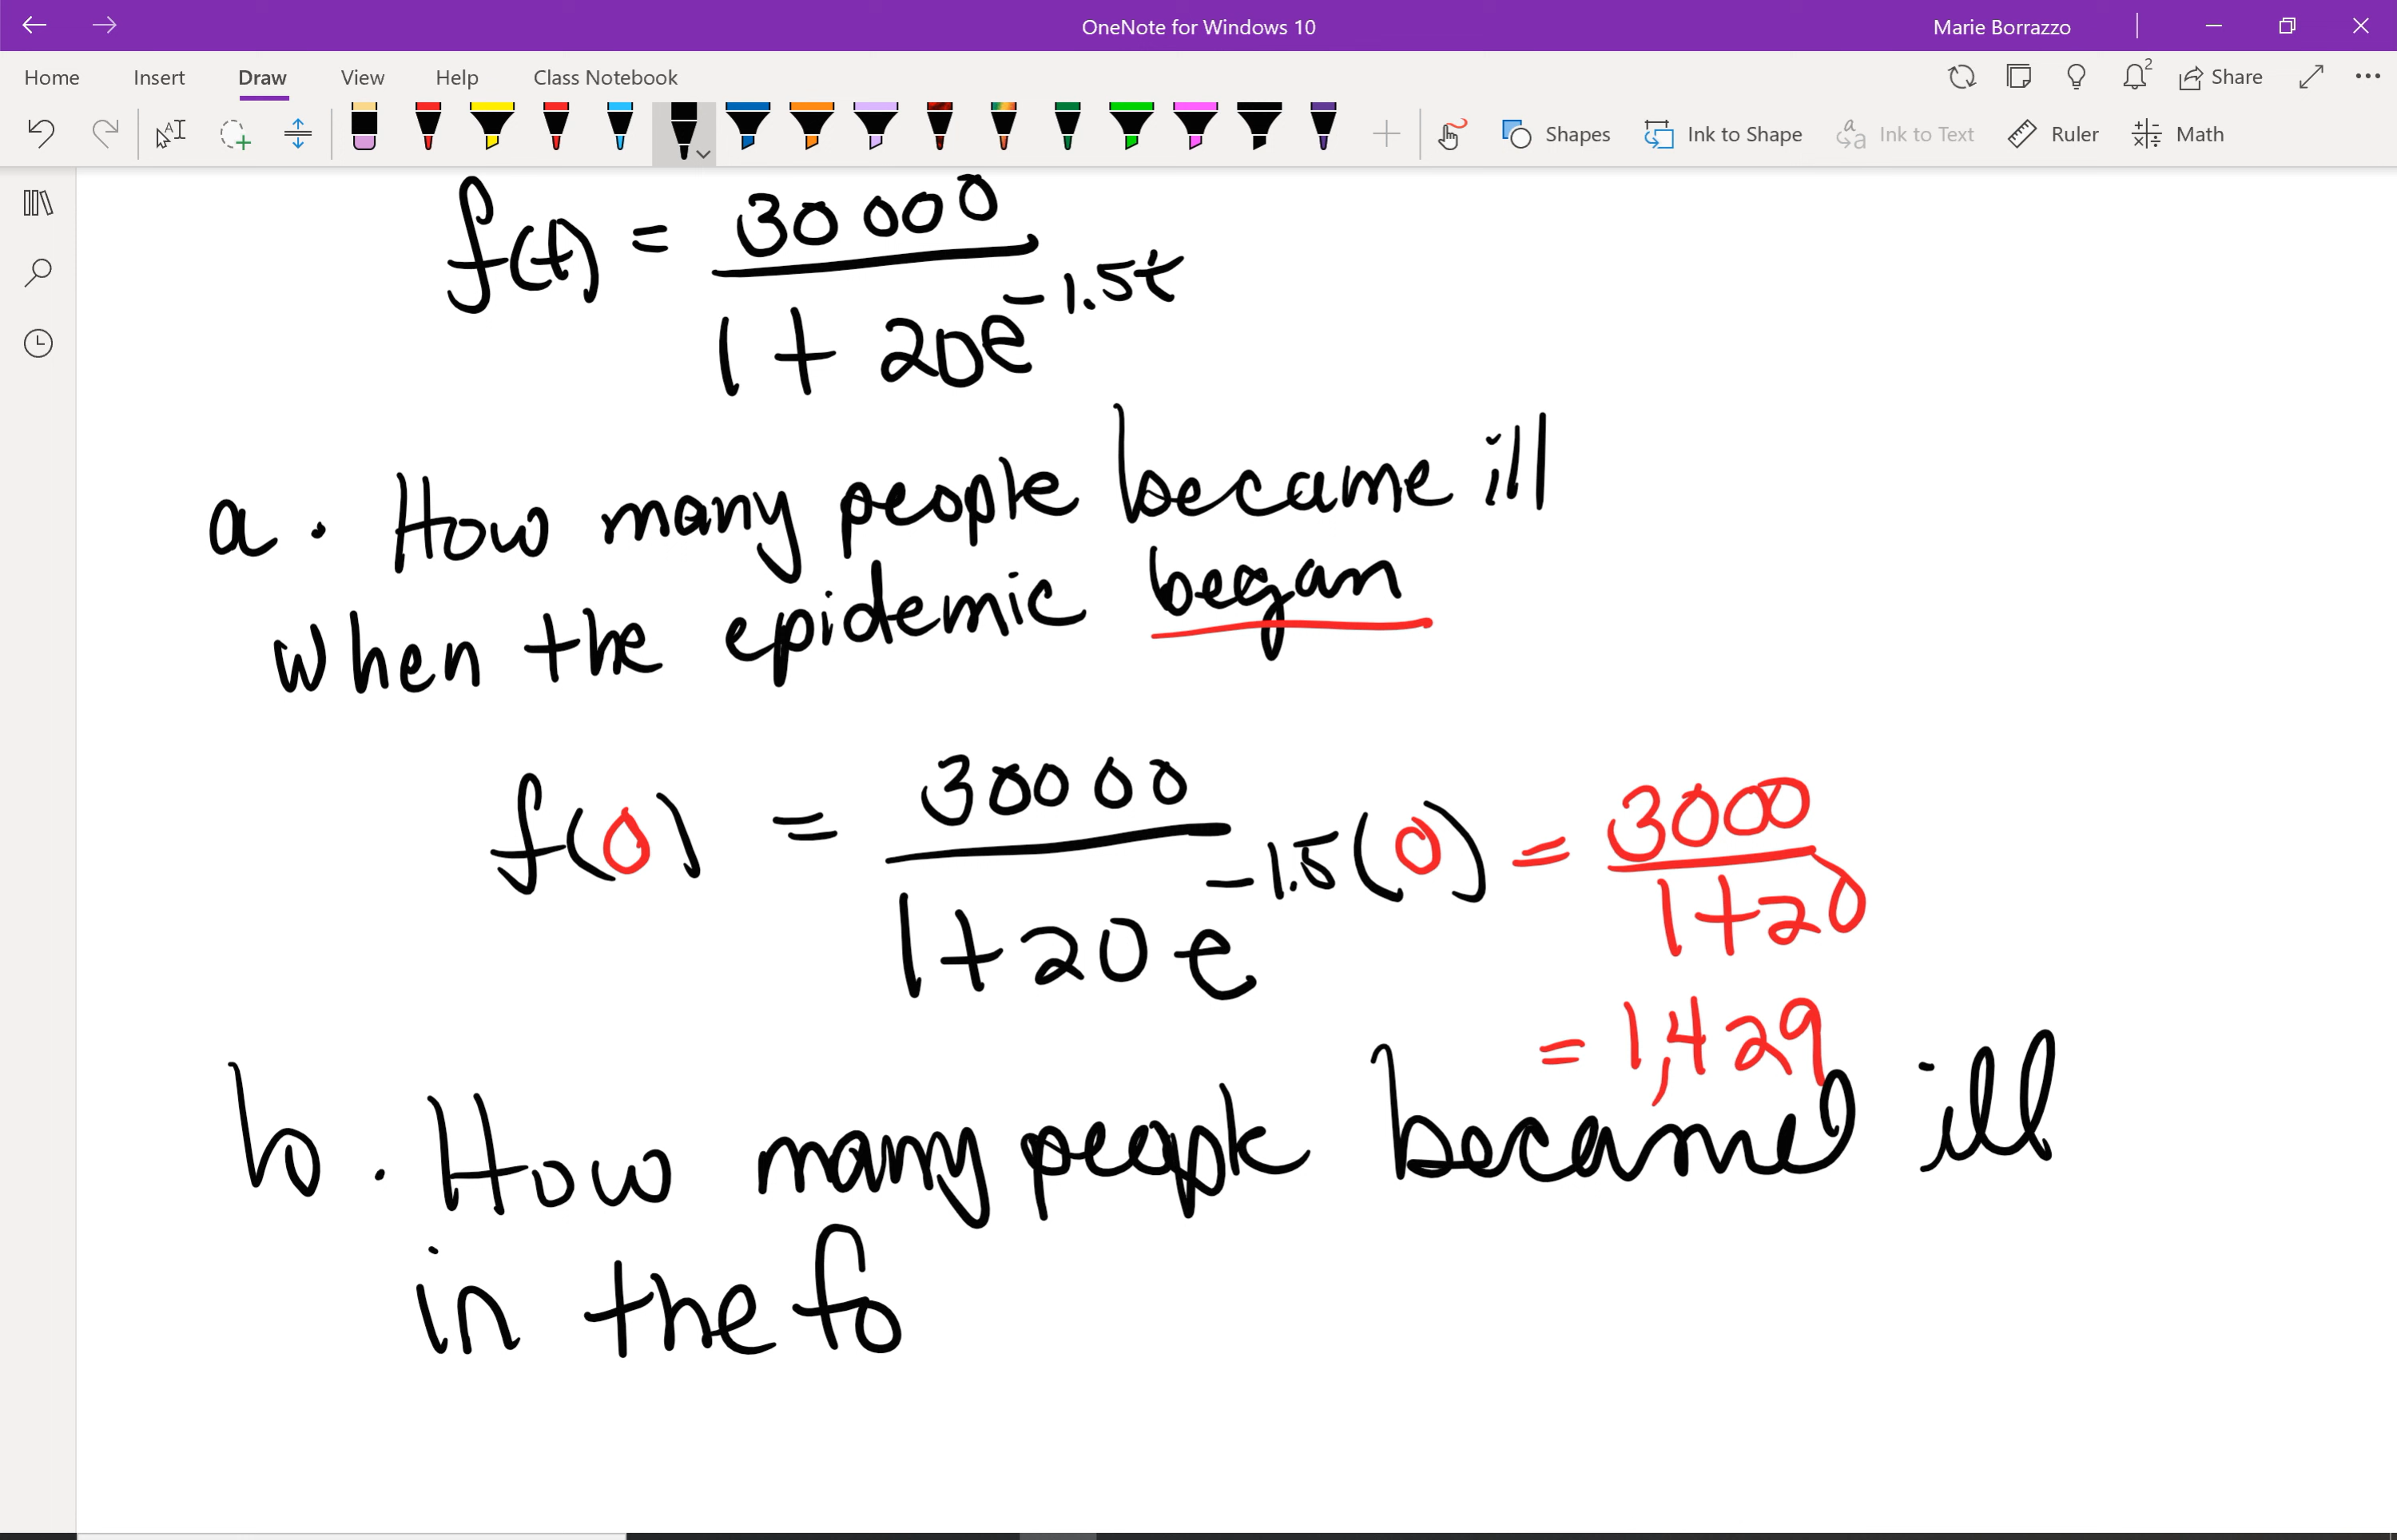 OneNote for Windows 10 Marie Borrazzo
Home Insert Draw View Help Class Notebook 2 Share
Shapes Ink to Shape Ink to Text Ruler Math
f(t) = 30000 / 1 + 20e^-1.5t
a. How many people became ill
when the epidemic began
f(0) = 30000 / 1+20e^-1.5(0) = 3000 / 1+20
= 1,429
b. How many people became ill
in the fo